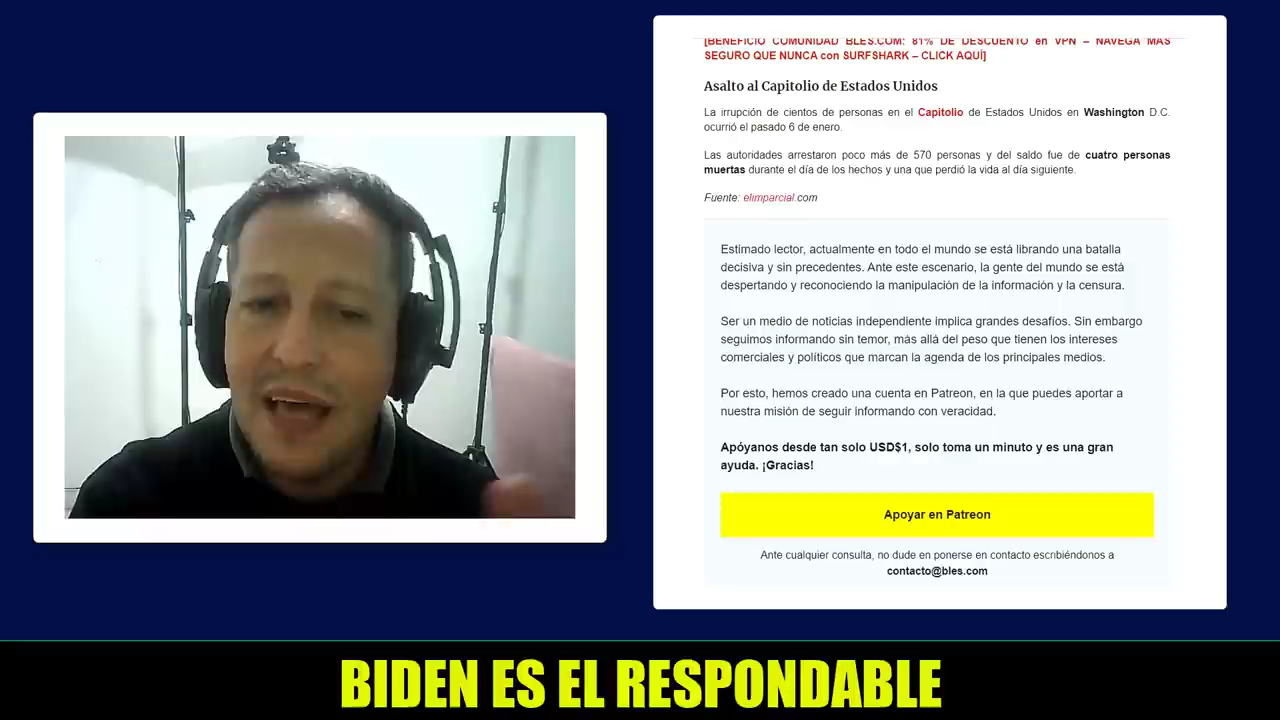 [BENEFICIO COMUNIDAD BLES.COM: 81% DE DESCUENTO en VPN – NAVEGA MÁS
SEGURO QUE NUNCA con SURFSHARK – CLICK AQUÍ]
Asalto al Capitolio de Estados Unidos
La irrupción de cientos de personas en el Capitolio de Estados Unidos en Washington D.C.
ocurrió el pasado 6 de enero.
Las autoridades arrestaron poco más de 570 personas y del saldo fue de cuatro personas
muertas durante el día de los hechos y una que perdió la vida al día siguiente.
Fuente: elimparcial.com
Estimado lector, actualmente en todo el mundo se está librando una batalla
decisiva y sin precedentes. Ante este escenario, la gente del mundo se está
despertando y reconociendo la manipulación de la información y la censura.
Ser un medio de noticias independiente implica grandes desafíos. Sin embargo
seguimos informando sin temor, más allá del peso que tienen los intereses
comerciales y políticos que marcan la agenda de los principales medios.
Por esto, hemos creado una cuenta en Patreon, en la que puedes aportar a
nuestra misión de seguir informando con veracidad.
Apóyanos desde tan solo USD$1, solo toma un minuto y es una gran
ayuda. ¡Gracias!
Apoyar en Patreon
Ante cualquier consulta, no dude en ponerse en contacto escribiéndonos a
contacto@bles.com
BIDEN ES EL RESPONDABLE